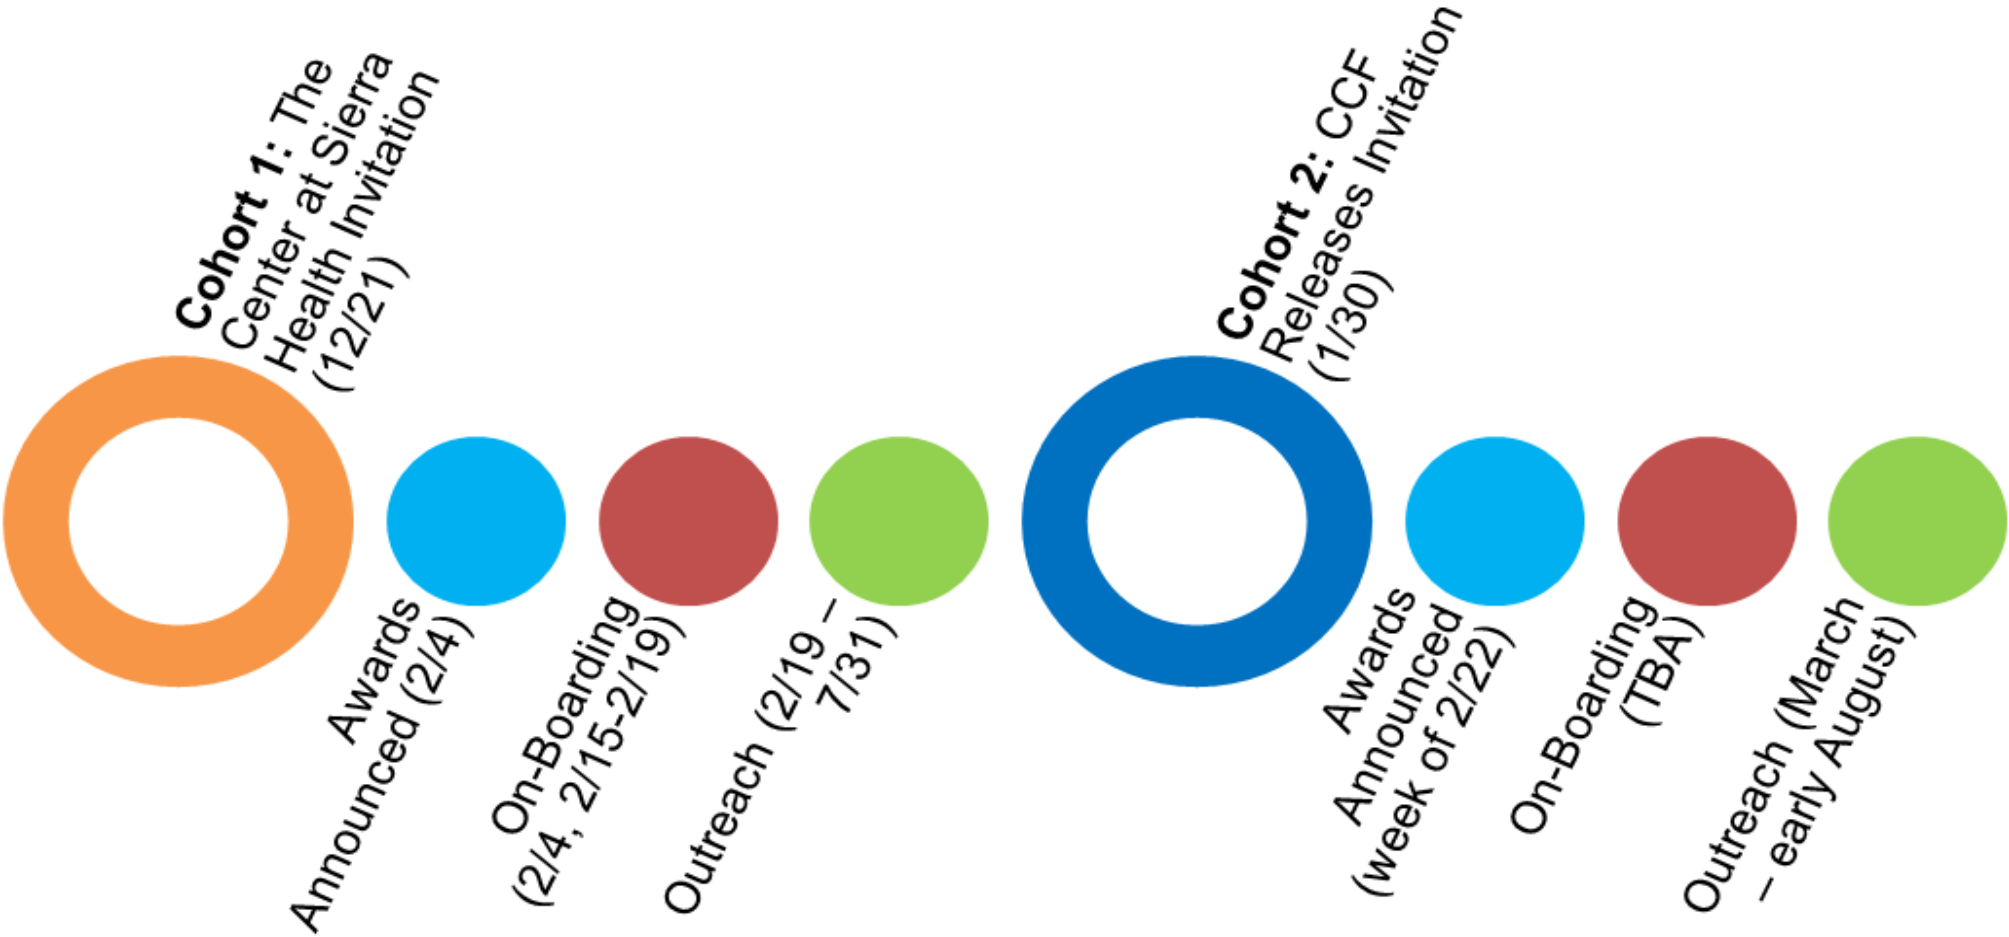 Cohort 1: The
Center at Sierra
Health Invitation
(12/21)
Awards
Announced (2/4)
On-Boarding
(2/4, 2/15-2/19)
Outreach (2/19 –
7/31)
Cohort 2: CCF
Releases Invitation
(1/30)
Awards
Announced
(week of 2/22)
On-Boarding
(TBA)
Outreach (March
– early August)